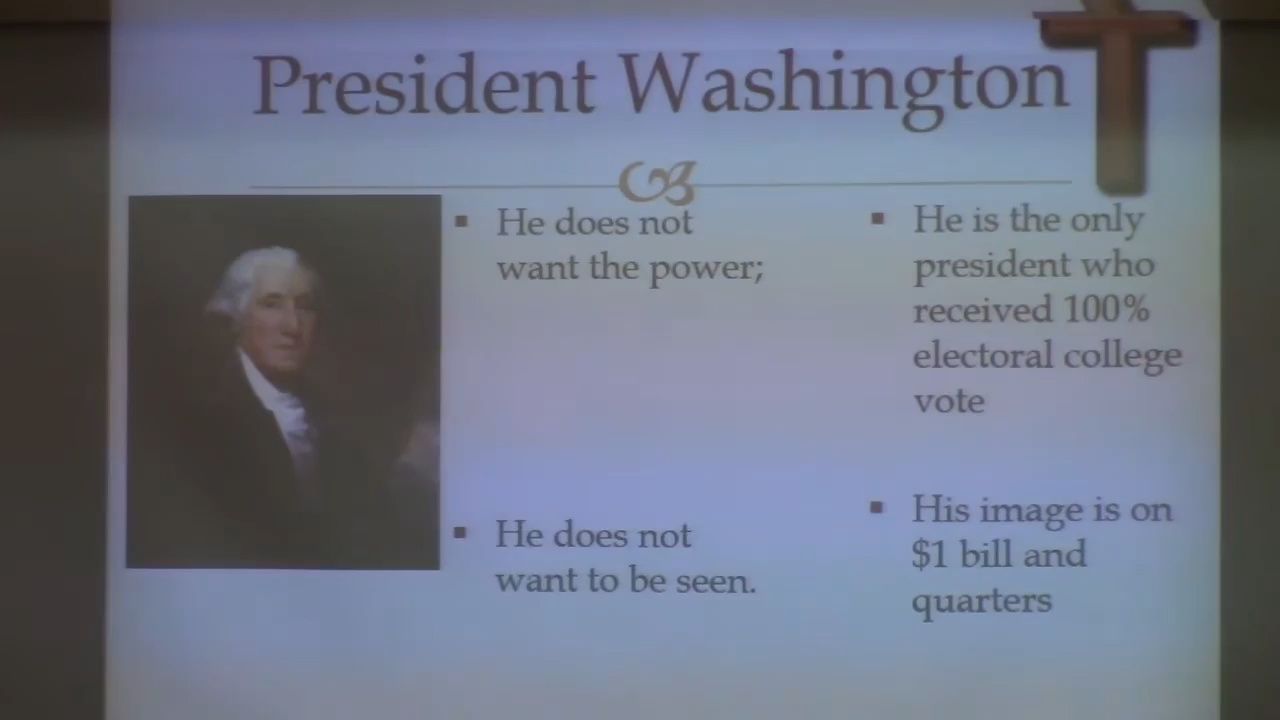 President Washington
He does not
want the power;
He does not
want to be seen.
He is the only
president who
received 100%
electoral college
vote
His image is on
$1 bill and
quarters